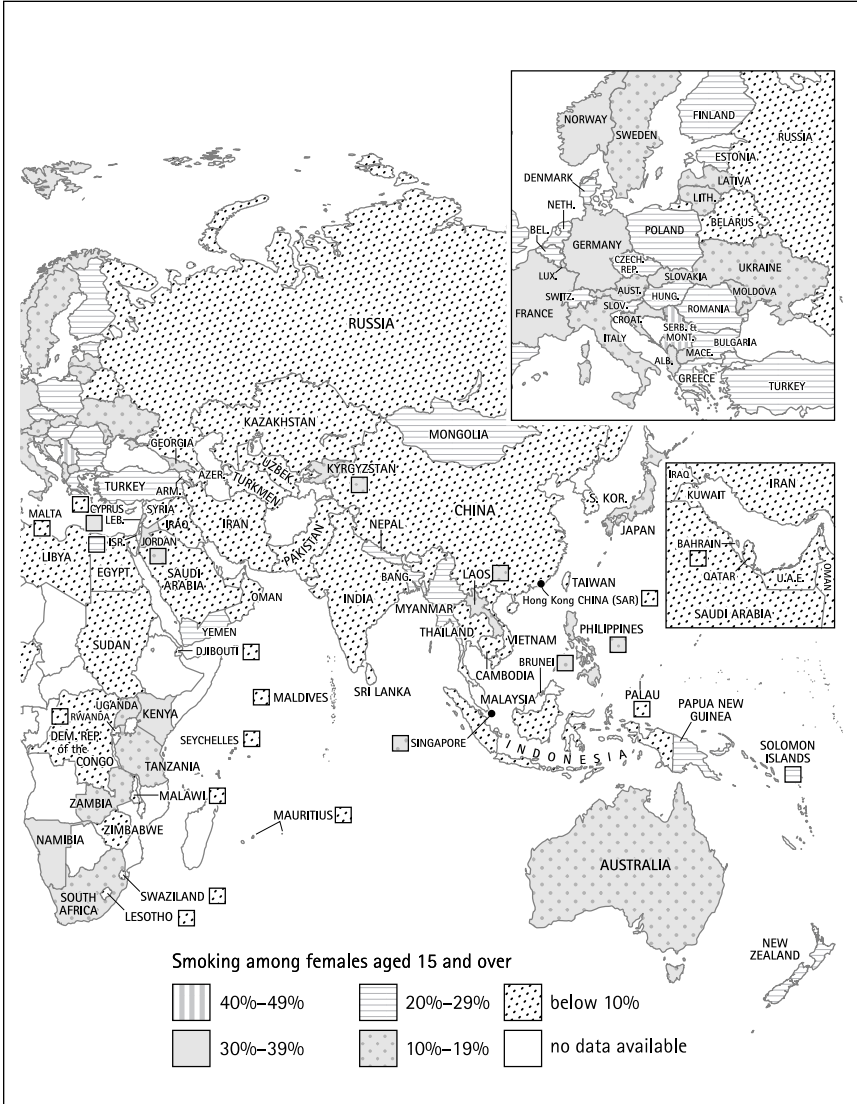 NORWAY
SWEDEN
FINLAND
RUSSIA
ESTONIA
DENMARK
LATIVA
LITH.
NETH.
BELARUS
BEL.
GERMANY
POLAND
CZECH.
REP.
UKRAINE
LUX.
SLOVAKIA
AUST.
MOLDOVA
SWITZ.
HUNG.
SLOV.
FRANCE
ROMANIA
CROAT.
SERB. &
MONT.
ITALY
BULGARIA
MACE.
ALB.
GREECE
TURKEY
RUSSIA
KAZAKHSTAN
MONGOLIA
GEORGIA
UZBEK.
KYRGYZSTAN
AZER.
TURKMEN.
TURKEY
ARM.
S. KOR.
CHINA
JAPAN
CYPRUS
MALTA
SYRIA
LEB.
IRAQ
IRAN
NEPAL
PAKISTAN
ISR.
JORDAN
LIBYA
EGYPT
SAUDI
ARABIA
BANG.
LAOS
TAIWAN
INDIA
OMAN
MYANMAR
Hong Kong CHINA (SAR)
IRAQ
IRAN
KUWAIT
BAHRAIN
QATAR
U.A.E.
OMAN
SAUDI ARABIA
SUDAN
YEMEN
THAILAND
VIETNAM
PHILIPPINES
DJIBOUTI
CAMBODIA
BRUNEI
SRI LANKA
MALDIVES
MALAYSIA
PALAU
PAPUA NEW
GUINEA
UGANDA
RWANDA
KENYA
DEM. REP.
of the
CONGO
SEYCHELLES
SINGAPORE
INDONESIA
SOLOMON
ISLANDS
TANZANIA
ZAMBIA
MALAWI
MAURITIUS
ZIMBABWE
NAMIBIA
AUSTRALIA
SOUTH
AFRICA
SWAZILAND
LESOTHO
NEW
ZEALAND
Smoking among females aged 15 and over
40%–49%
20%–29%
below 10%
30%–39%
10%–19%
no data available